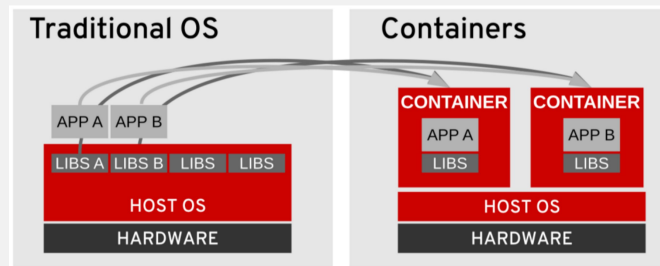 Traditional OS
APP A
APP B
LIBS A
LIBS B
LIBS
LIBS
HOST OS
HARDWARE
Containers
CONTAINER
APP A
LIBS
CONTAINER
APP B
LIBS
HOST OS
HARDWARE